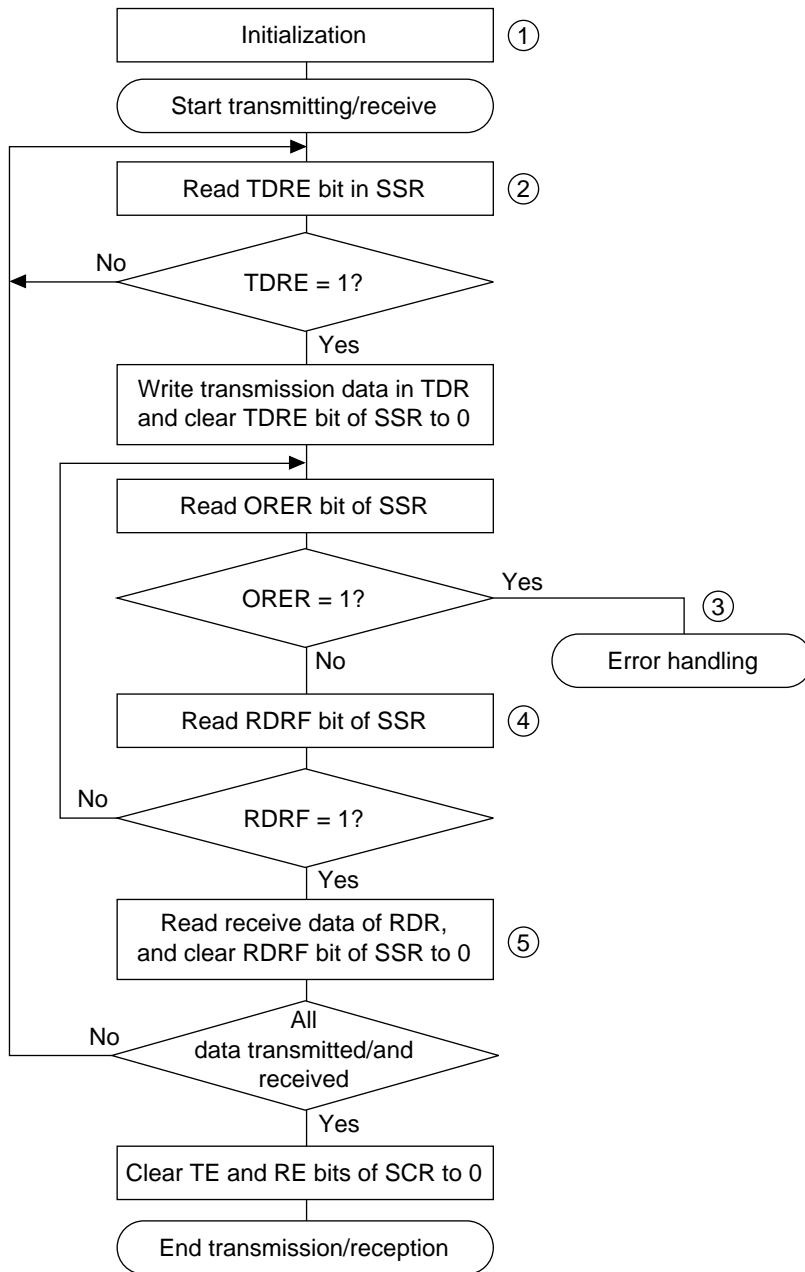 Initialization
①
Start transmitting/receive
Read TDRE bit in SSR
②
No
TDRE = 1?
Yes
Write transmission data in TDR
and clear TDRE bit of SSR to 0
Read ORER bit of SSR
ORER = 1?
Yes
③
Error handling
No
Read RDRF bit of SSR
④
No
RDRF = 1?
Yes
Read receive data of RDR,
and clear RDRF bit of SSR to 0
⑤
All
data transmitted/and
received
No
Yes
Clear TE and RE bits of SCR to 0
End transmission/reception